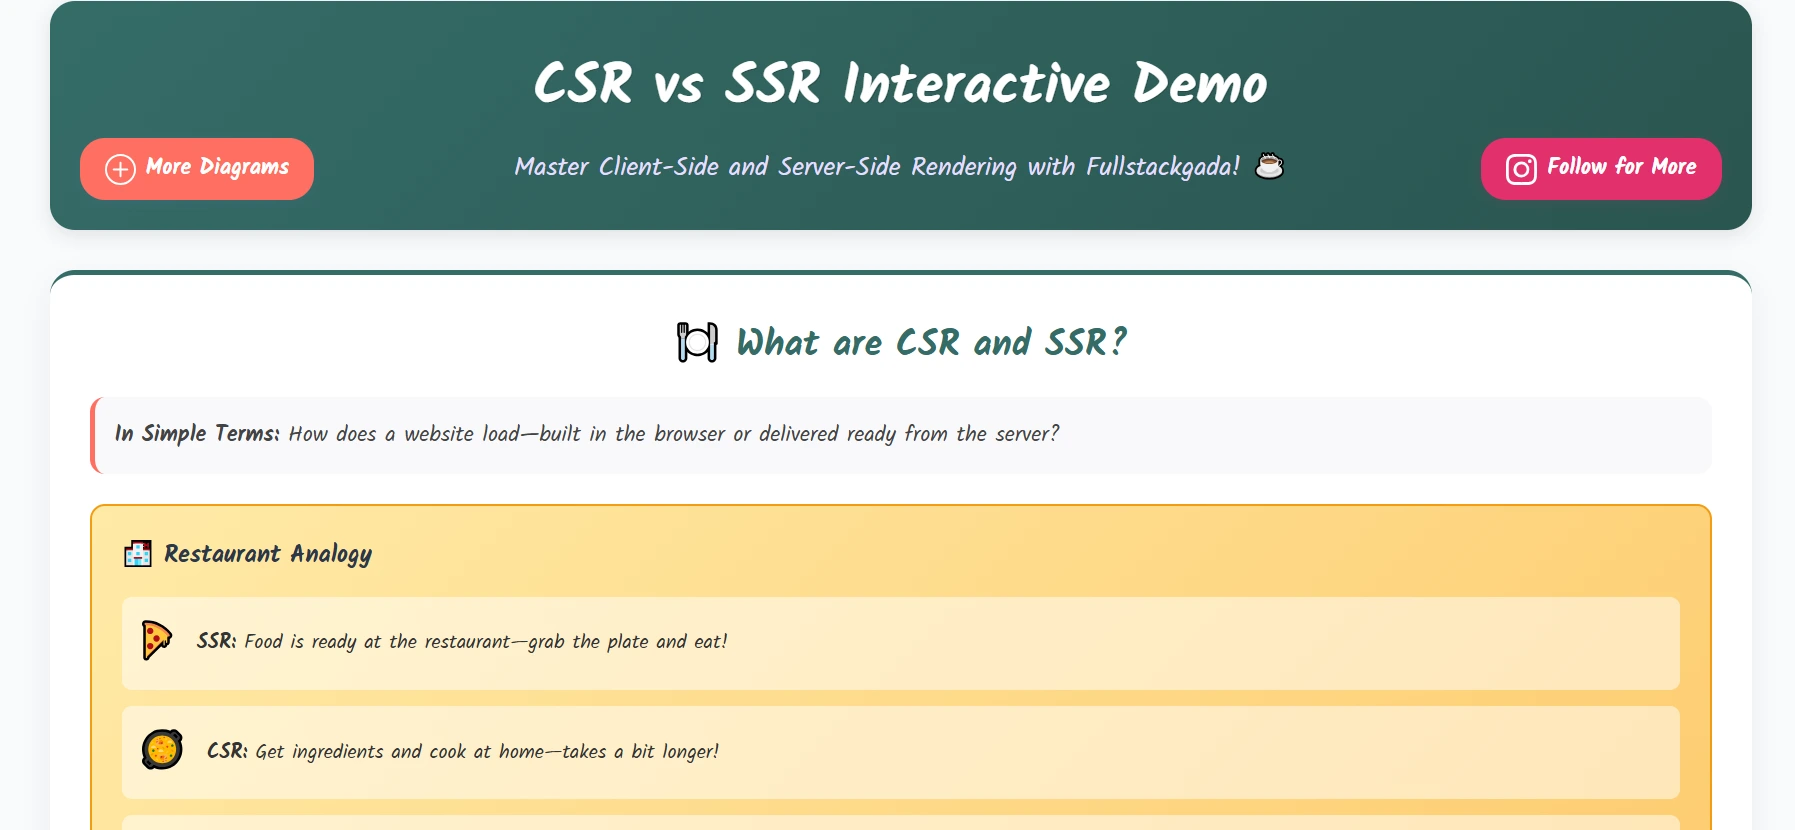 CSR vs SSR Interactive Demo
More Diagrams
Master Client-Side and Server-Side Rendering with Fullstackgada! ☕
Follow for More
What are CSR and SSR?
In Simple Terms: How does a website load—built in the browser or delivered ready from the server?
Restaurant Analogy
SSR: Food is ready at the restaurant—grab the plate and eat!
CSR: Get ingredients and cook at home—takes a bit longer!